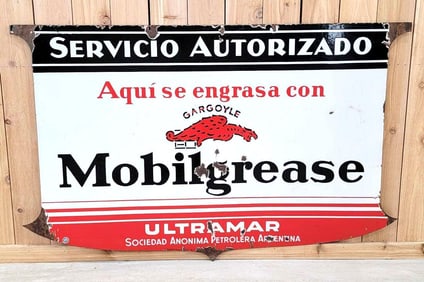 SERVICIO AUTORIZADO
Aquí se engrasa con
GARGOYLE
Mobilgrease
ULTRAMAR
SOCIEDAD ANONIMA PETROLERA ARGENTINA